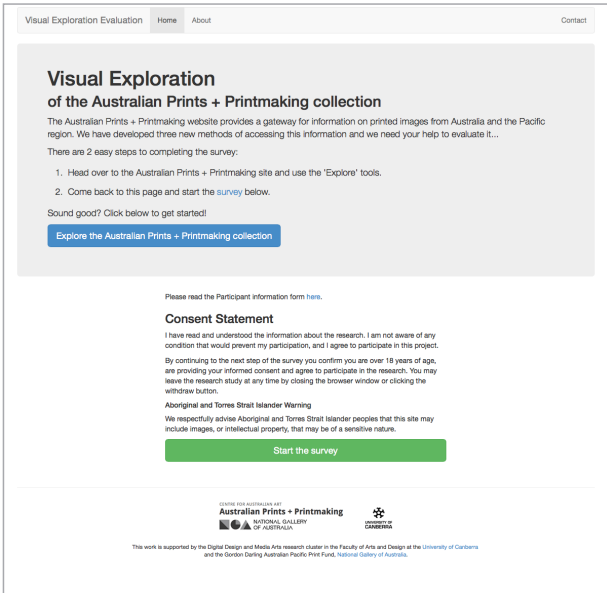 Visual Exploration Evaluation Home About Contact
Visual Exploration
of the Australian Prints + Printmaking collection
The Australian Prints + Printmaking website provides a gateway for information on printed images from Australia and the Pacific
region. We have developed three new methods of accessing this information and we need your help to evaluate it...
There are 2 easy steps to completing the survey:
1. Head over to the Australian Prints + Printmaking site and use the 'Explore' tools.
2. Come back to this page and start the survey below.
Sound good? Click below to get started!
Explore the Australian Prints + Printmaking collection
Please read the Participant information form here.
Consent Statement
I have read and understood the information about the research. I am not aware of any
condition that would prevent my participation, and I agree to participate in this project.
By continuing to the next step of the survey you confirm you are over 18 years of age,
are providing your informed consent and agree to participate in the research. You may
leave the research study at any time by closing the browser window or clicking the
withdraw button.
Aboriginal and Torres Strait Islander Warning
We respectfully advise Aboriginal and Torres Strait Islander peoples that this site may
include images, or intellectual property, that may be of a sensitive nature.
Start the survey
CENTRE FOR AUSTRALIAN ART
Australian Prints + Printmaking
NGA NATIONAL GALLERY
OF AUSTRALIA
UNIVERSITY OF
CANBERRA
This work is supported by the Digital Design and Media Arts research cluster in the Faculty of Arts and Design at the University of Canberra
and the Gordon Darling Australian Pacific Print Fund, National Gallery of Australia.